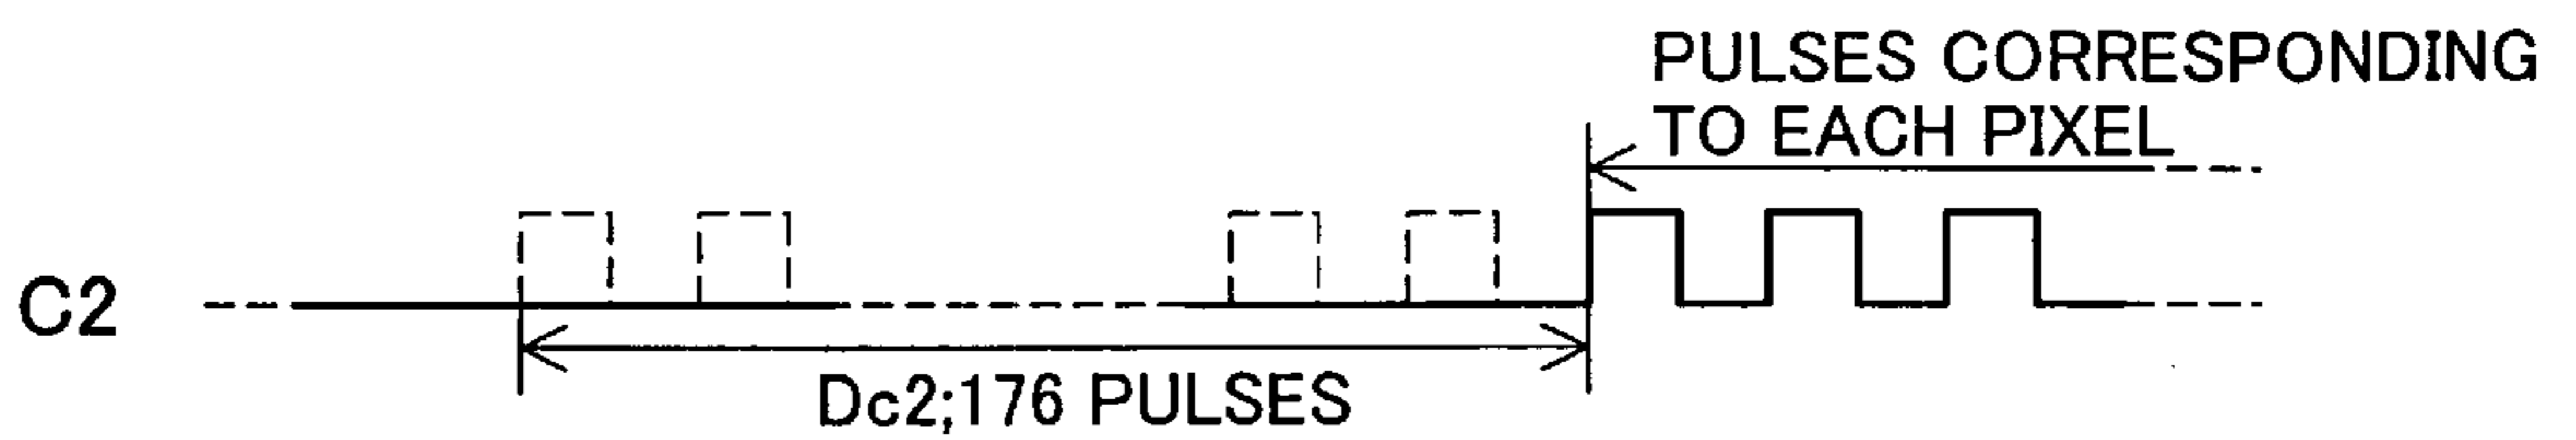 PULSES CORRESPONDING
TO EACH PIXEL
C2
Dc2;176 PULSES